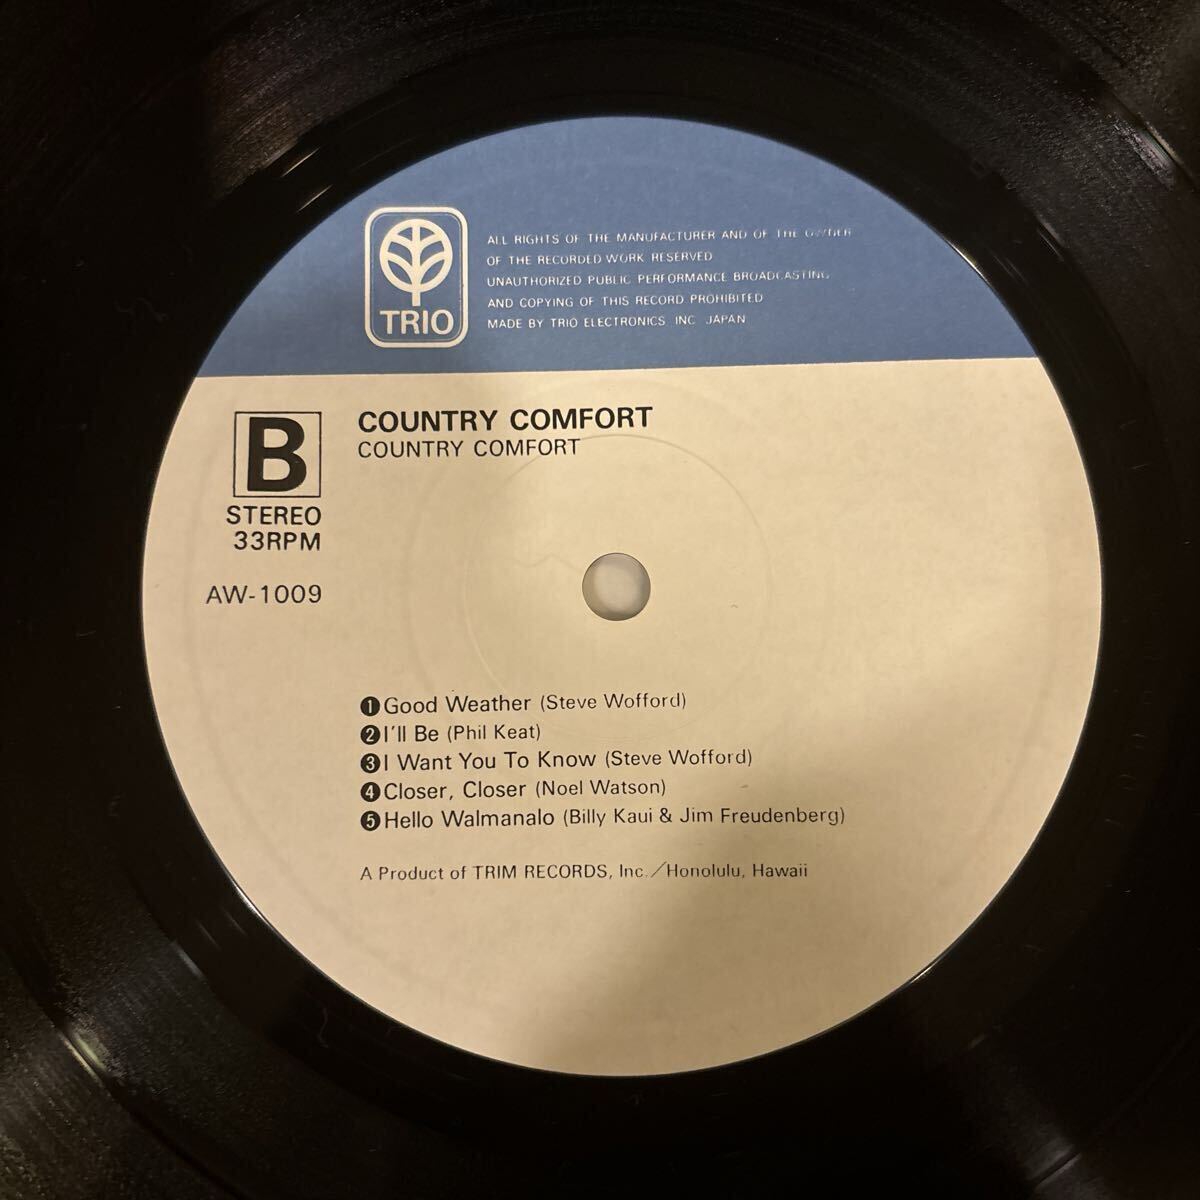 TRIO
ALL RIGHTS OF THE MANUFACTURER AND OF THE OWNER
OF THE RECORDED WORK RESERVED
UNAUTHORIZED PUBLIC PERFORMANCE BROADCASTING
AND COPYING OF THIS RECORD PROHIBITED
MADE BY TRIO ELECTRONICS INC JAPAN
B
STEREO
33RPM
AW-1009
COUNTRY COMFORT
COUNTRY COMFORT
❶Good Weather (Steve Wofford)
❷I'll Be (Phil Keat)
❸I Want You To Know (Steve Wofford)
❹Closer, Closer (Noel Watson)
❺Hello Walmanalo (Billy Kaui & Jim Freudenberg)
A Product of TRIM RECORDS, Inc.／Honolulu, Hawaii